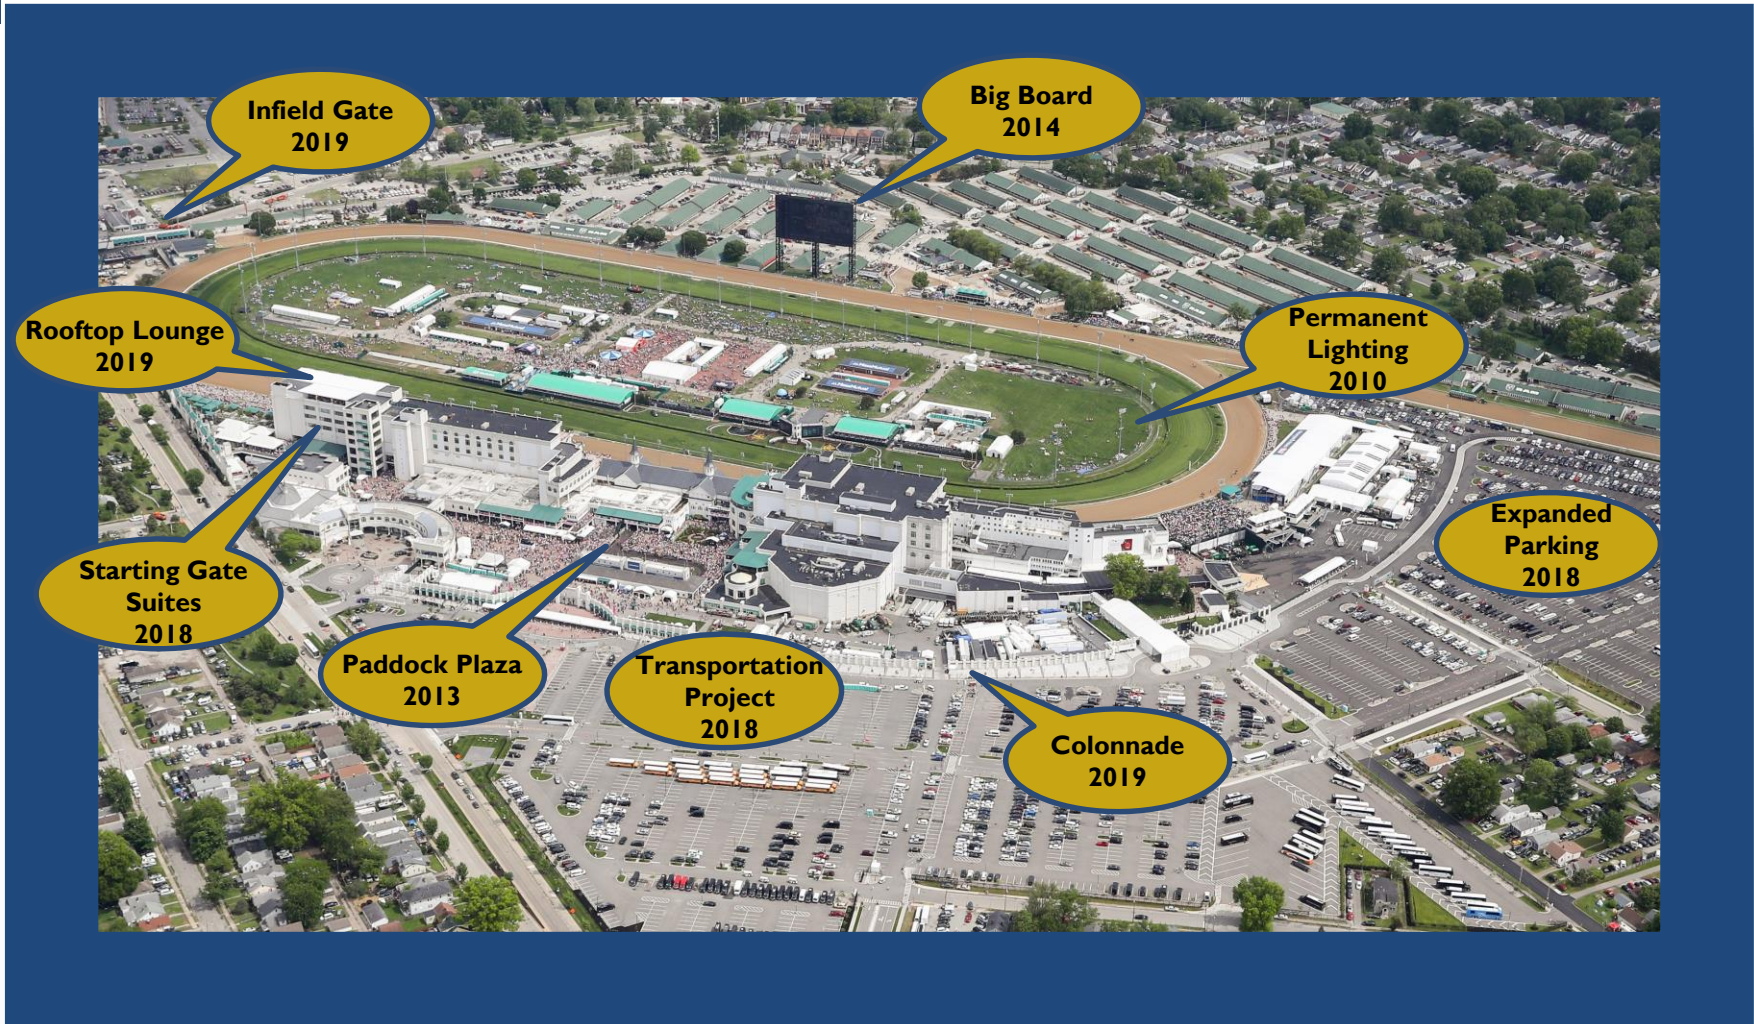 Infield Gate
2019
Big Board
2014
Rooftop Lounge
2019
Permanent
Lighting
2010
Starting Gate
Suites
2018
Expanded
Parking
2018
Paddock Plaza
2013
Transportation
Project
2018
Colonnade
2019